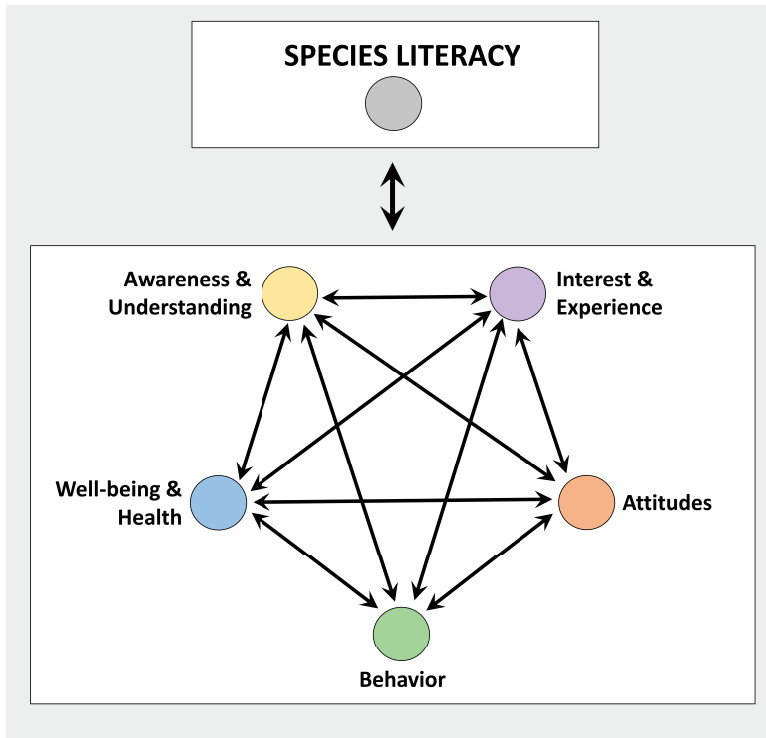 SPECIES LITERACY
Awareness &
Understanding
Interest &
Experience
Well-being &
Health
Attitudes
Behavior